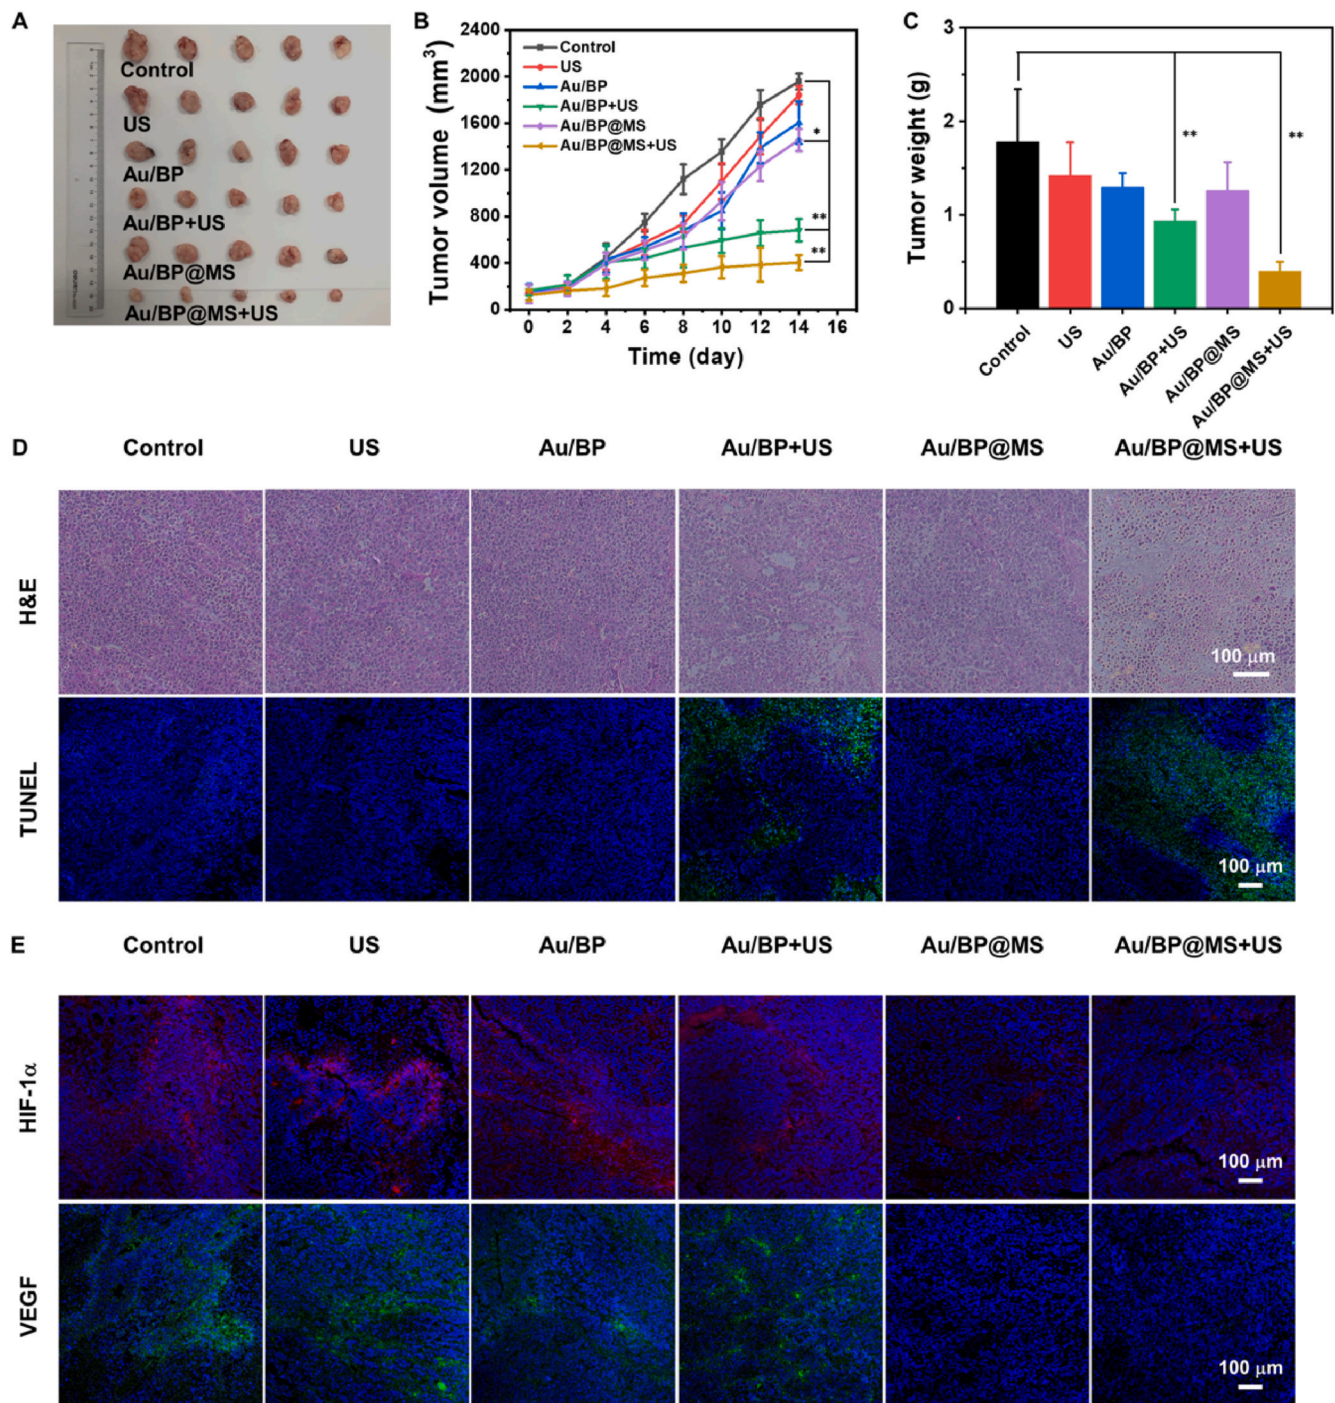 A
Control
US
Au/BP
Au/BP+US
Au/BP@MS
Au/BP@MS+US
B
Tumor volume (mm³)
2400
2000
1600
1200
800
400
0
Control
US
Au/BP
Au/BP+US
Au/BP@MS
Au/BP@MS+US
*
**
**
0 2 4 6 8 10 12 14 16
Time (day)
C
Tumor weight (g)
3
2
1
0
**
**
Control
US
Au/BP
Au/BP+US
Au/BP@MS
Au/BP@MS+US
D
Control US Au/BP Au/BP+US Au/BP@MS Au/BP@MS+US
H&E
100 μm
TUNEL
100 μm
E
Control US Au/BP Au/BP+US Au/BP@MS Au/BP@MS+US
HIF-1α
100 μm
VEGF
100 μm